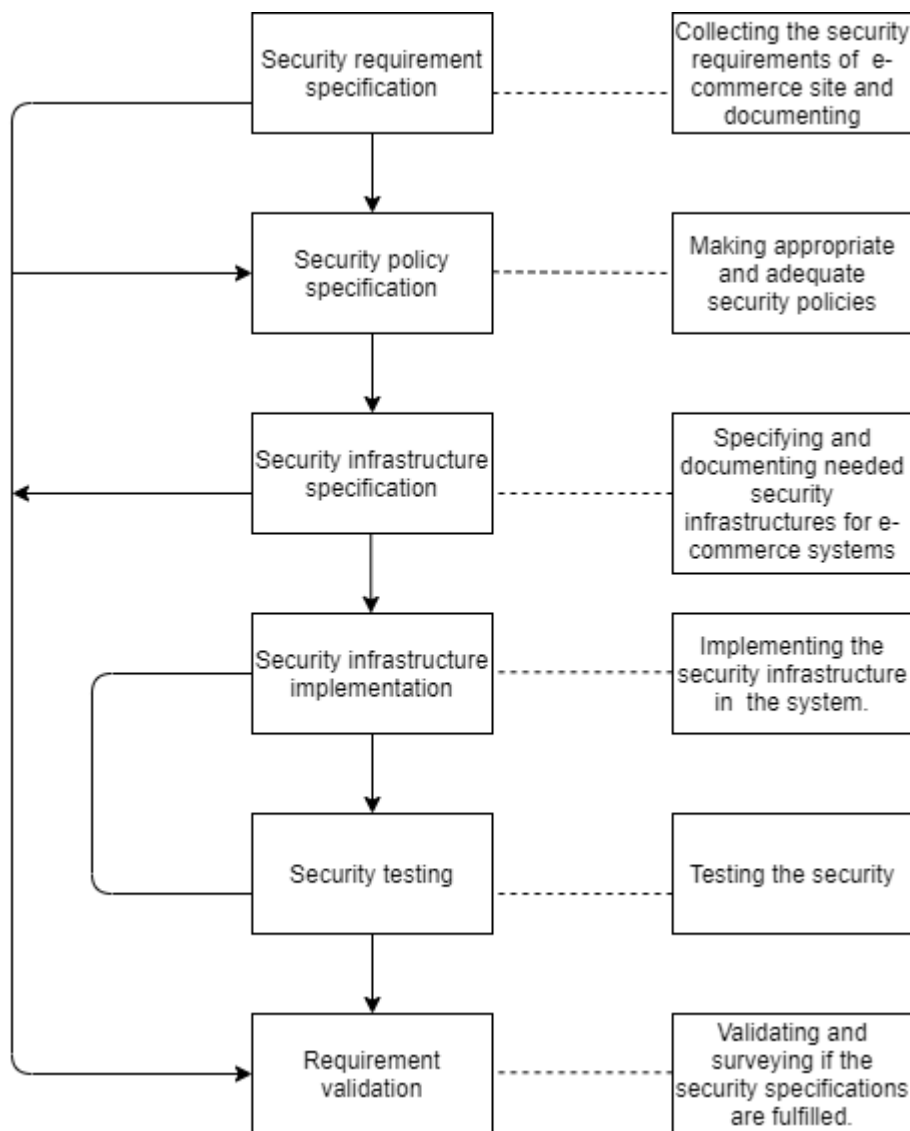 Security requirement
specification
Collecting the security
requirements of e-
commerce site and
documenting
Security policy
specification
Making appropriate
and adequate
security policies
Security infrastructure
specification
Specifying and
documenting needed
security
infrastructures for e-
commerce systems
Security infrastructure
implementation
Implementing the
security infrastructure
in the system.
Security testing
Testing the security
Requirement
validation
Validating and
surveying if the
security specifications
are fulfilled.